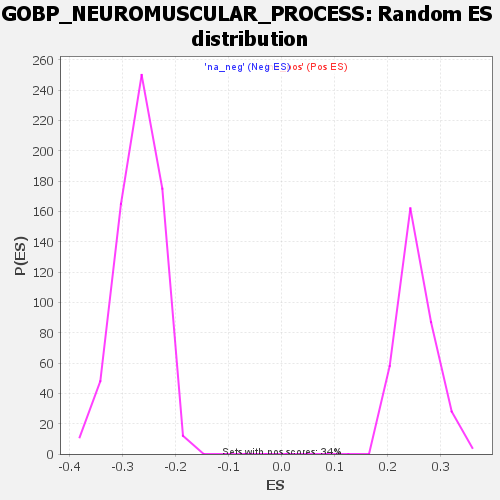 GOBP_NEUROMUSCULAR_PROCESS: Random ES
distribution
'na_neg' (Neg ES) (Pos ES)
260
240
220
200
180
160
140
120
100
80
60
40
20
0
P(ES)
Sets with pos scores: 34%
-0.4 -0.3 -0.2 -0.1 0.0 0.1 0.2 0.3
ES